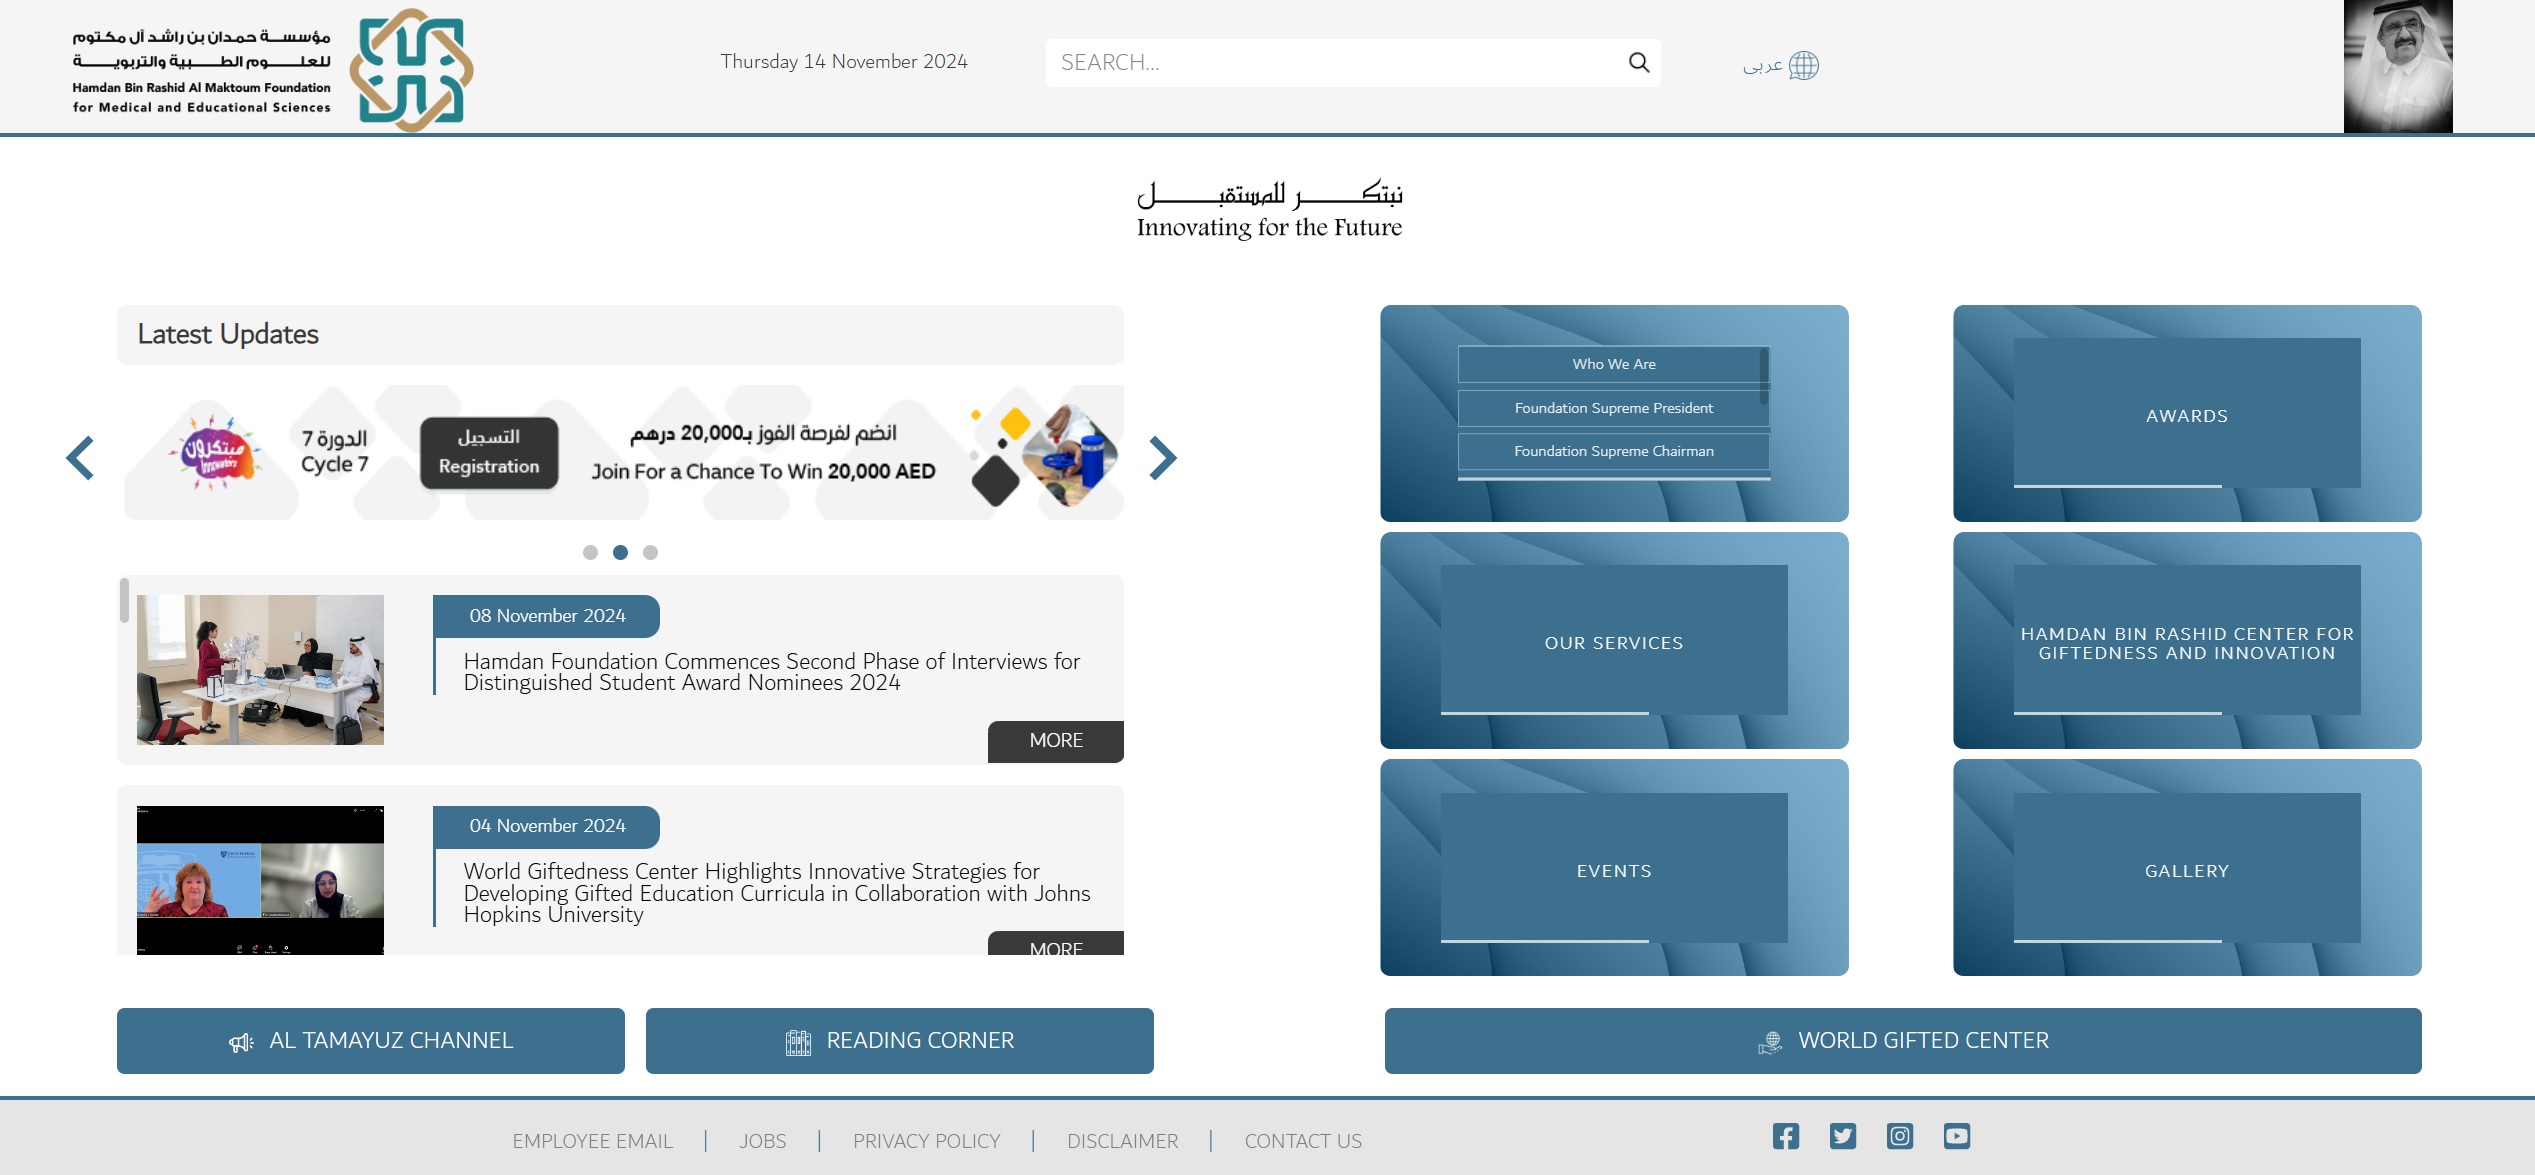 مؤسسة حمدان بن راشد آل مكتوم
للعلوم الطبية والتربوية
Hamdan Bin Rashid Al Maktoum Foundation
for Medical and Educational Sciences
Thursday 14 November 2024
SEARCH...
عربى
نبتكر للمستقبل
Innovating for the Future
Latest Updates
مبتكرون
Innovators
الدورة 7
Cycle 7
التسجيل
Registration
انضم لفرصة الفوز بـ20,000 درهم
Join For a Chance To Win 20,000 AED
08 November 2024
Hamdan Foundation Commences Second Phase of Interviews for
Distinguished Student Award Nominees 2024
MORE
04 November 2024
World Giftedness Center Highlights Innovative Strategies for
Developing Gifted Education Curricula in Collaboration with Johns
Hopkins University
MORE
Who We Are
Foundation Supreme President
Foundation Supreme Chairman
AWARDS
OUR SERVICES
HAMDAN BIN RASHID CENTER FOR
GIFTEDNESS AND INNOVATION
EVENTS
GALLERY
AL TAMAYUZ CHANNEL
READING CORNER
WORLD GIFTED CENTER
EMPLOYEE EMAIL | JOBS | PRIVACY POLICY | DISCLAIMER | CONTACT US